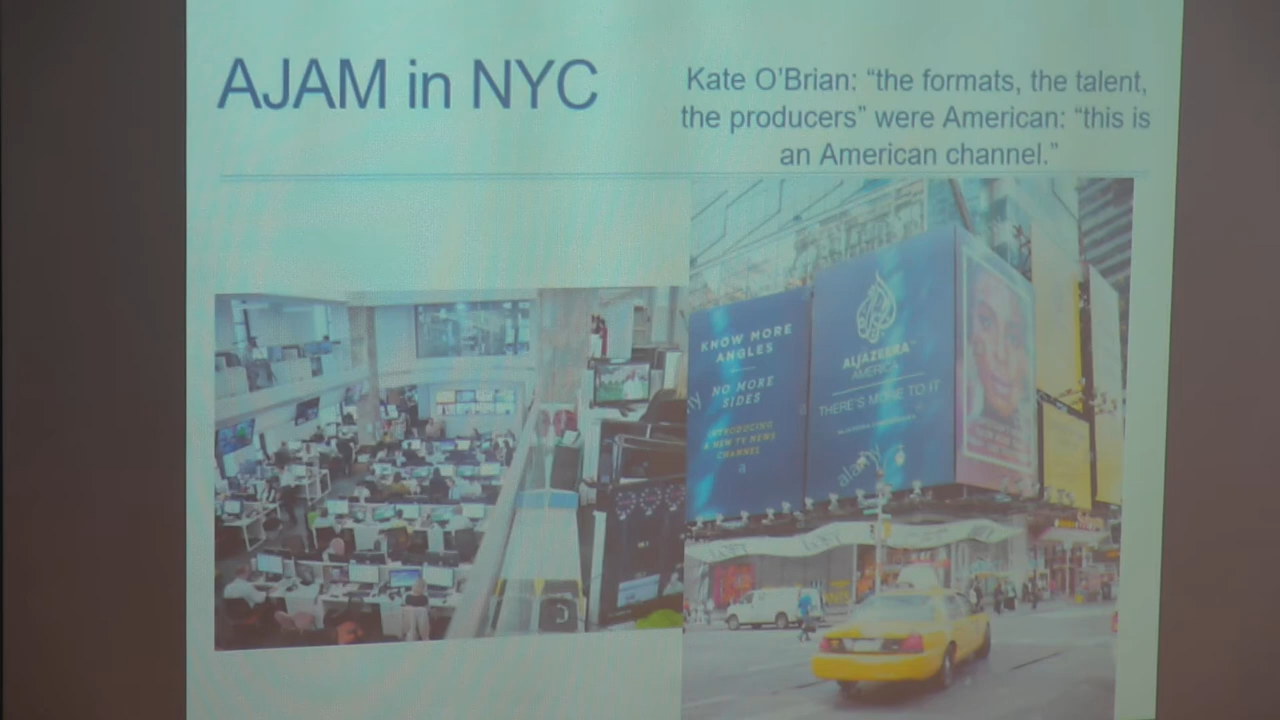 AJAM in NYC
Kate O'Brian: “the formats, the talent,
the producers” were American: “this is
an American channel.”
KNOW MORE
ANGLES
NO MORE
SIDES
INTRODUCING
A NEW TV NEWS
CHANNEL
ALJAZEERA
AMERICA
THERE'S MORE TO IT
alamy
LOFT